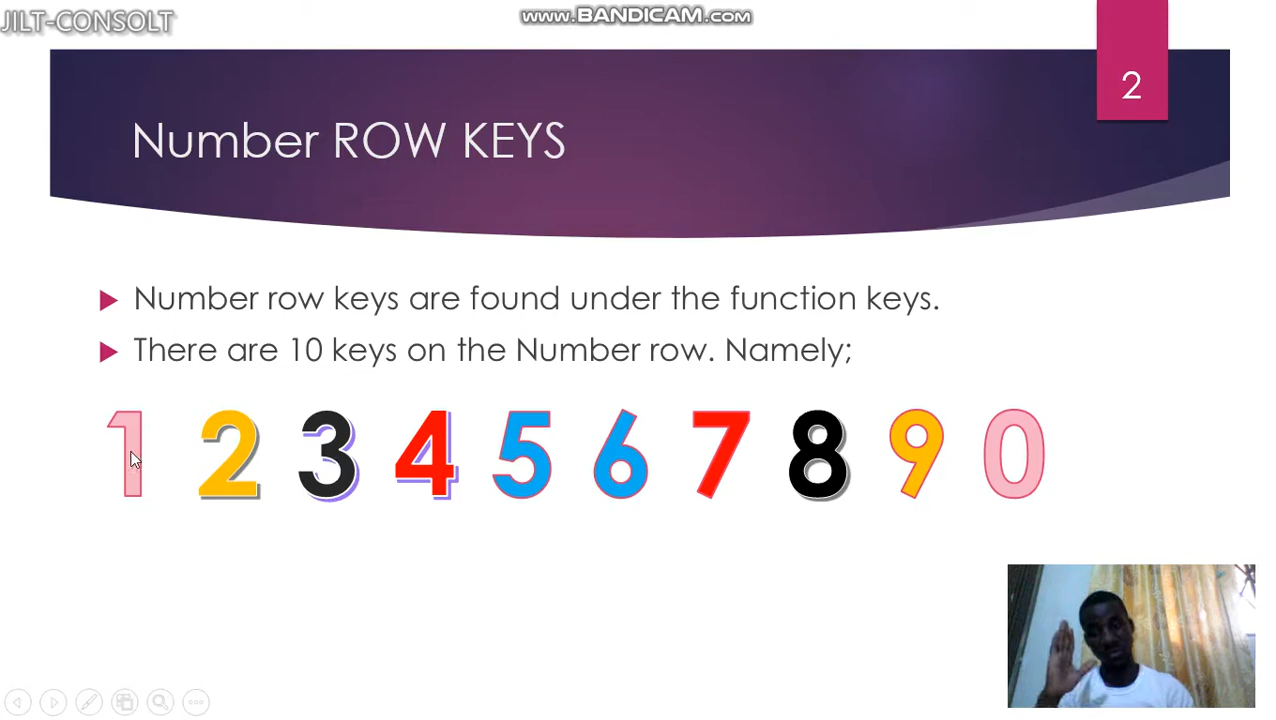 JILT-CONSOLT
www.BANDICAM.com
2
Number ROW KEYS
Number row keys are found under the function keys.
There are 10 keys on the Number row. Namely;
1 2 3 4 5 6 7 8 9 0